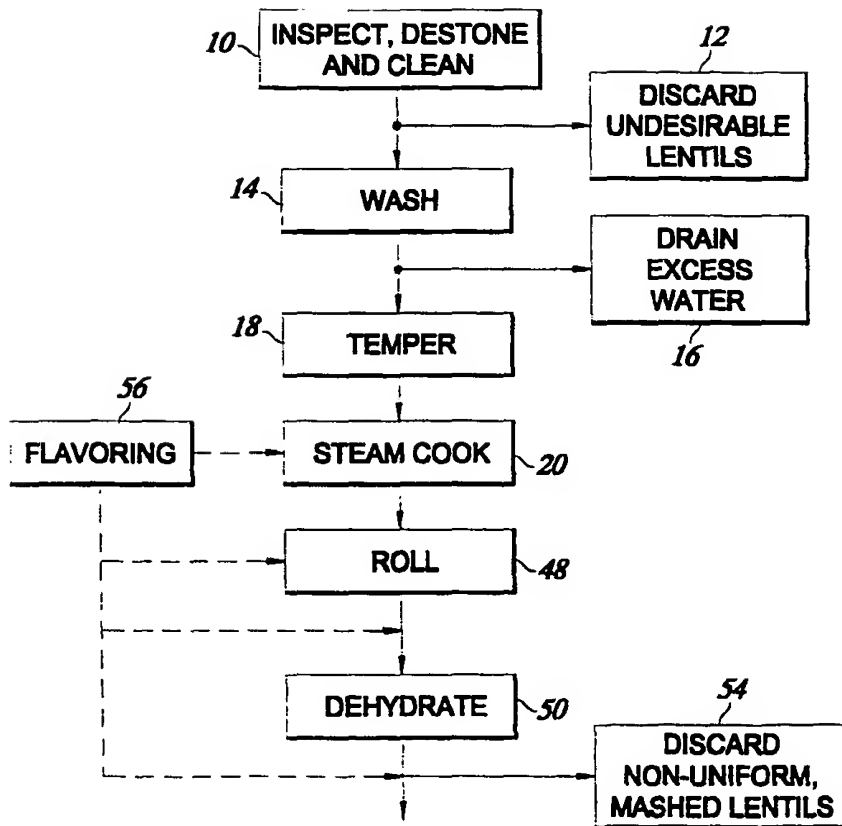 10
INSPECT, DESTONE
AND CLEAN
12
DISCARD
UNDESIRABLE
LENTILS
14
WASH
DRAIN
EXCESS
WATER
16
18
TEMPER
56
FLAVORING
STEAM COOK
20
ROLL
48
DEHYDRATE
50
54
DISCARD
NON-UNIFORM,
MASHED LENTILS